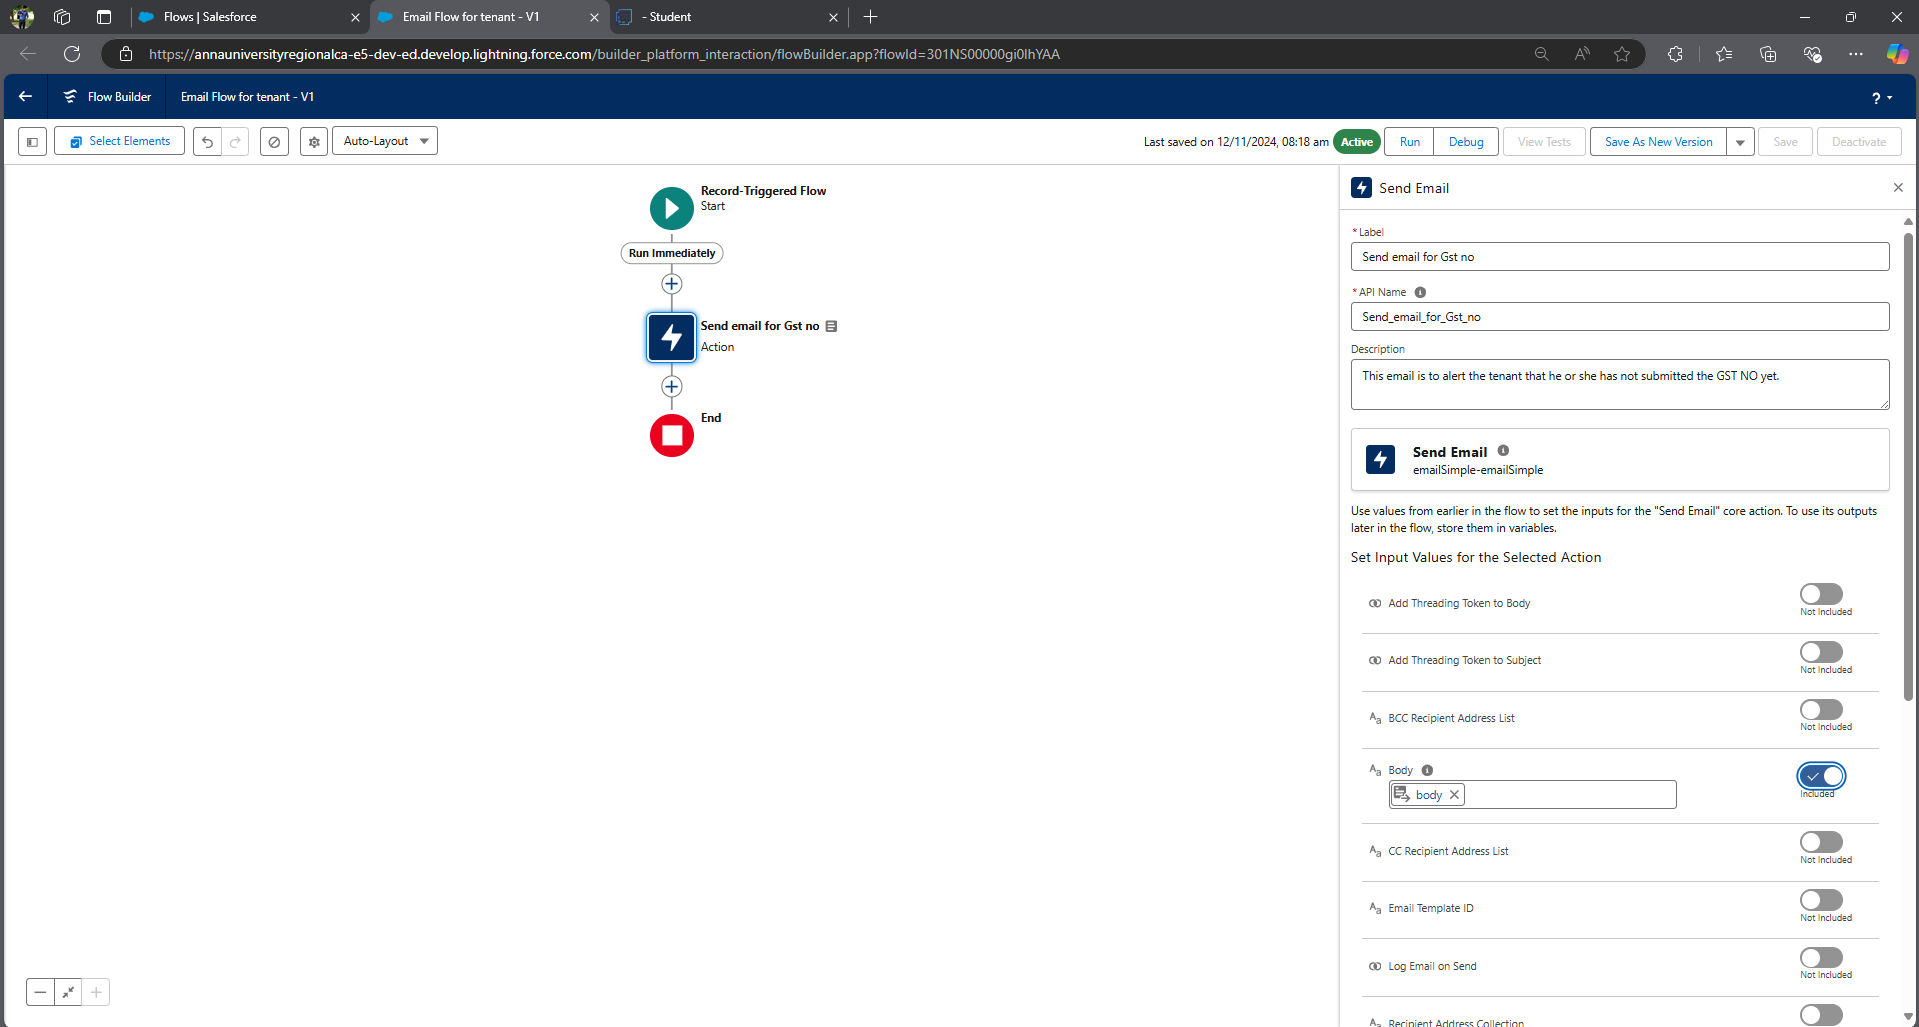 Flows | Salesforce
Email Flow for tenant - V1
- Student
https://annauniversityregionalca-e5-dev-ed.develop.lightning.force.com/builder_platform_interaction/flowBuilder.app?flowId=301NS00000gi0lhYAA
Flow Builder
Email Flow for tenant - V1
?
Select Elements
Auto-Layout
Last saved on 12/11/2024, 08:18 am
Active
Run
Debug
View Tests
Save As New Version
Save
Deactivate
Record-Triggered Flow
Start
Run Immediately
Send email for Gst no
Action
End
Send Email
* Label
Send email for Gst no
* API Name
Send_email_for_Gst_no
Description
This email is to alert the tenant that he or she has not submitted the GST NO yet.
Send Email
emailSimple-emailSimple
Use values from earlier in the flow to set the inputs for the "Send Email" core action. To use its outputs
later in the flow, store them in variables.
Set Input Values for the Selected Action
Add Threading Token to Body
Not Included
Add Threading Token to Subject
Not Included
Aa BCC Recipient Address List
Not Included
Aa Body
body
Included
Aa CC Recipient Address List
Not Included
Aa Email Template ID
Not Included
Log Email on Send
Not Included
Aa Recipient Address Collection